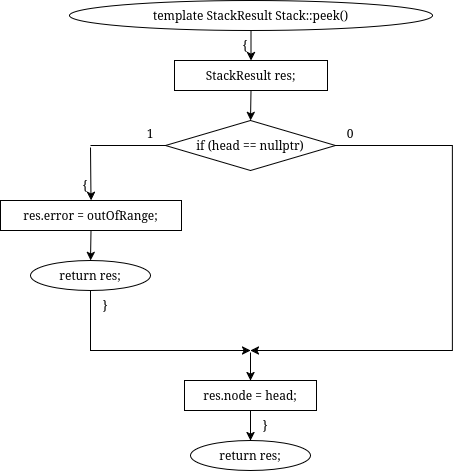 template StackResult Stack::peek()
{
StackResult res;
1
if (head == nullptr)
0
{
res.error = outOfRange;
return res;
}
res.node = head;
}
return res;